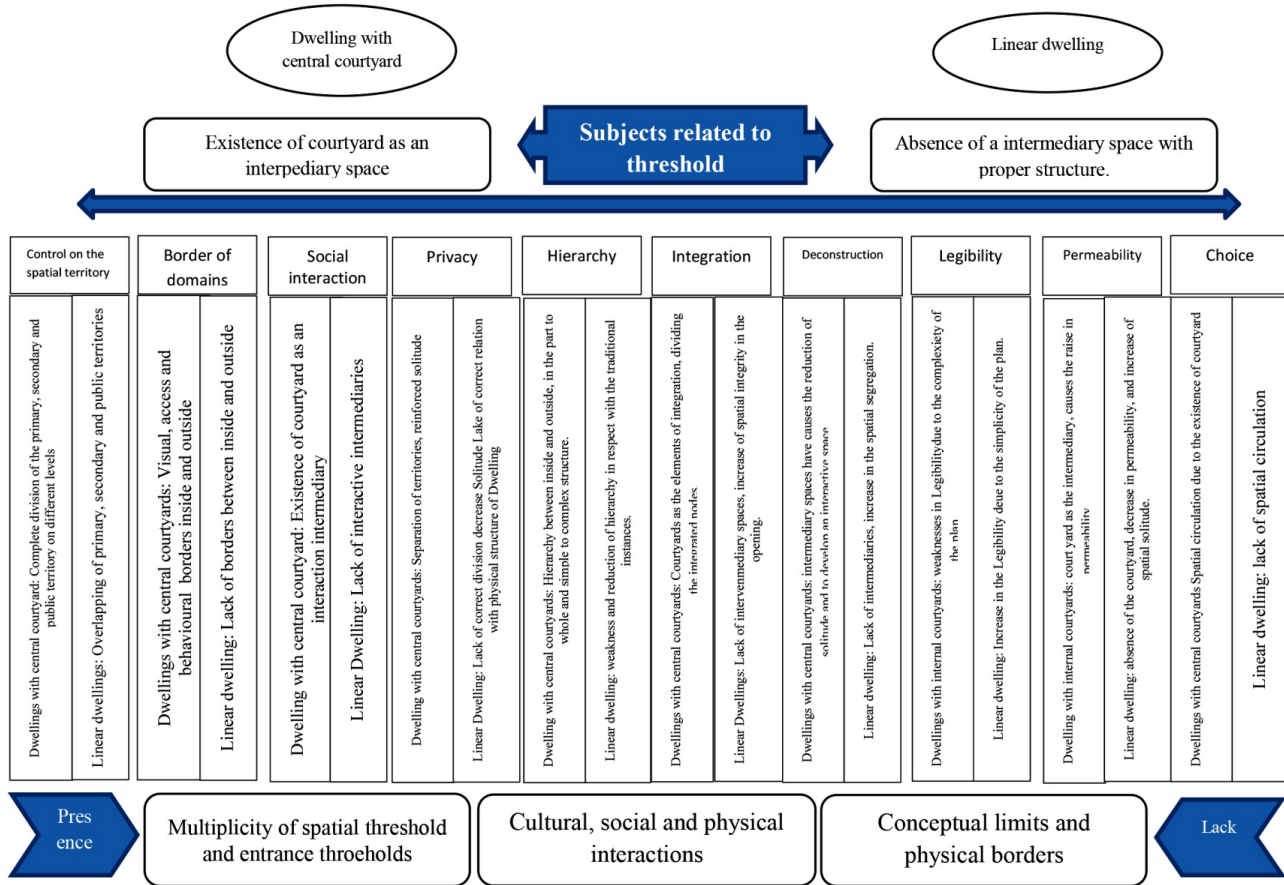 Dwelling with
central courtyard
Linear dwelling
Existence of courtyard as an
interpediary space
Subjects related to
threshold
Absence of a intermediary space with
proper structure.
Control on the
spatial territory
Border of
domains
Social
interaction
Privacy
Hierarchy
Integration
Deconstruction
Legibility
Permeability
Choice
Dwellings with central courtyard: Complete division of the primary, secondary and
public territory on different levels
Linear dwellings: Overlapping of primary, secondary and public territories
Dwellings with central courtyards: Visual, access and
behavioural borders inside and outside
Linear dwelling: Lack of borders between inside and outside
Dwelling with central courtyard: Existence of courtyard as an
interaction intermediary
Linear Dwelling: Lack of interactive intermediaries
Dwelling with central courtyards: Separation of territories, reinforced solitude
Linear Dwelling: Lack of correct division decrease Solitude Lake of correct relation
with physical structure of Dwelling
Dwelling with central courtyards: Hierarchy between inside and outside, in the part to
whole and simple to complex structure.
Linear dwelling: weakness and reduction of hierarchy in respect with the traditional
instances.
Dwellings with central courtyards: Courtyards as the elements of integration, dividing
the integrated nodes.
Linear Dwellings: Lack of intervenmediary spaces, increase of spatial integrity in the
opening.
Dwellings with central courtyards: intermediary spaces have causes the reduction of
solitude and to develop an interactive space
Linear dwelling: Lack of intermediaries, increase in the spatial segregation.
Dwellings with internal courtyards: weaknesses in Legibility due to the complexity of
the plan
Linear dwelling: Increase in the Legibility deue to the simplicity of the plan.
Dwelling with internal courtyards: court yard as the intermediary, causes the raise in
permeability
Linear dwelling: absence of the courtyard, decrease in permeability, and increase of
spatial solitude.
Dwellings with central courtyards Spatial circulation due to the existence of courtyard
Linear dwelling: lack of spatial circulation
Pres
ence
Multiplicity of spatial threshold
and entrance throeholds
Cultural, social and physical
interactions
Conceptual limits and
physical borders
Lack